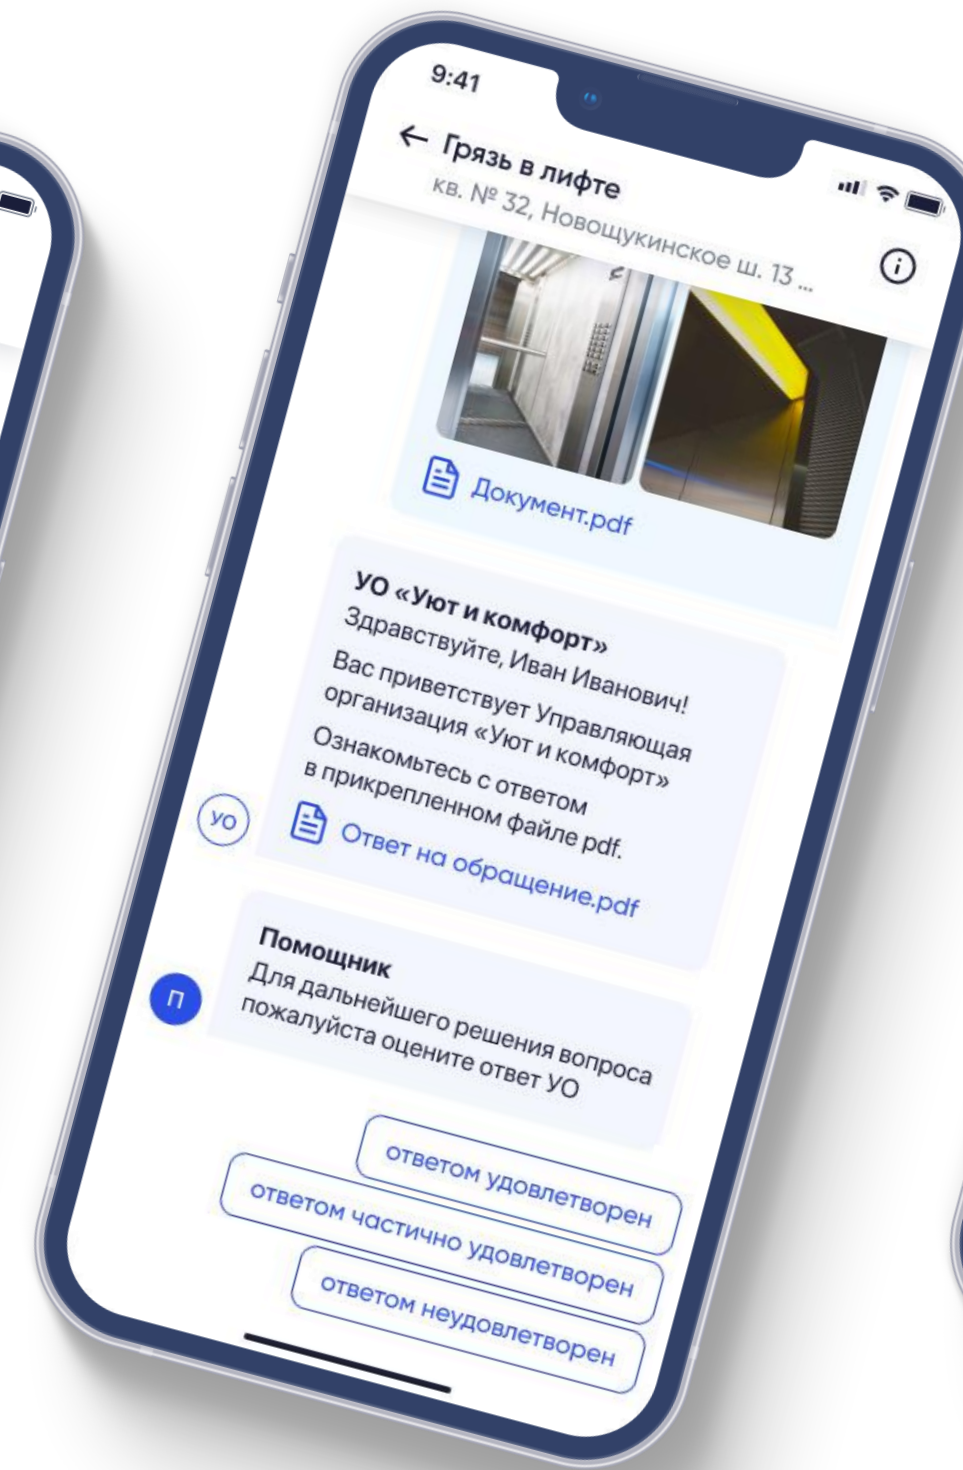 9:41
Грязь в лифте
кв. № 32, Новощукинское ш. 13 ...
Документ.pdf
УО «Уют и комфорт»
Здравствуйте, Иван Иванович!
Вас приветствует Управляющая
организация «Уют и комфорт»
Ознакомьтесь с ответом
в прикрепленном файле pdf.
УО
Ответ на обращение.pdf
Помощник
П
Для дальнейшего решения вопроса
пожалуйста оцените ответ УО
ответом удовлетворен
ответом частично удовлетворен
ответом неудовлетворен